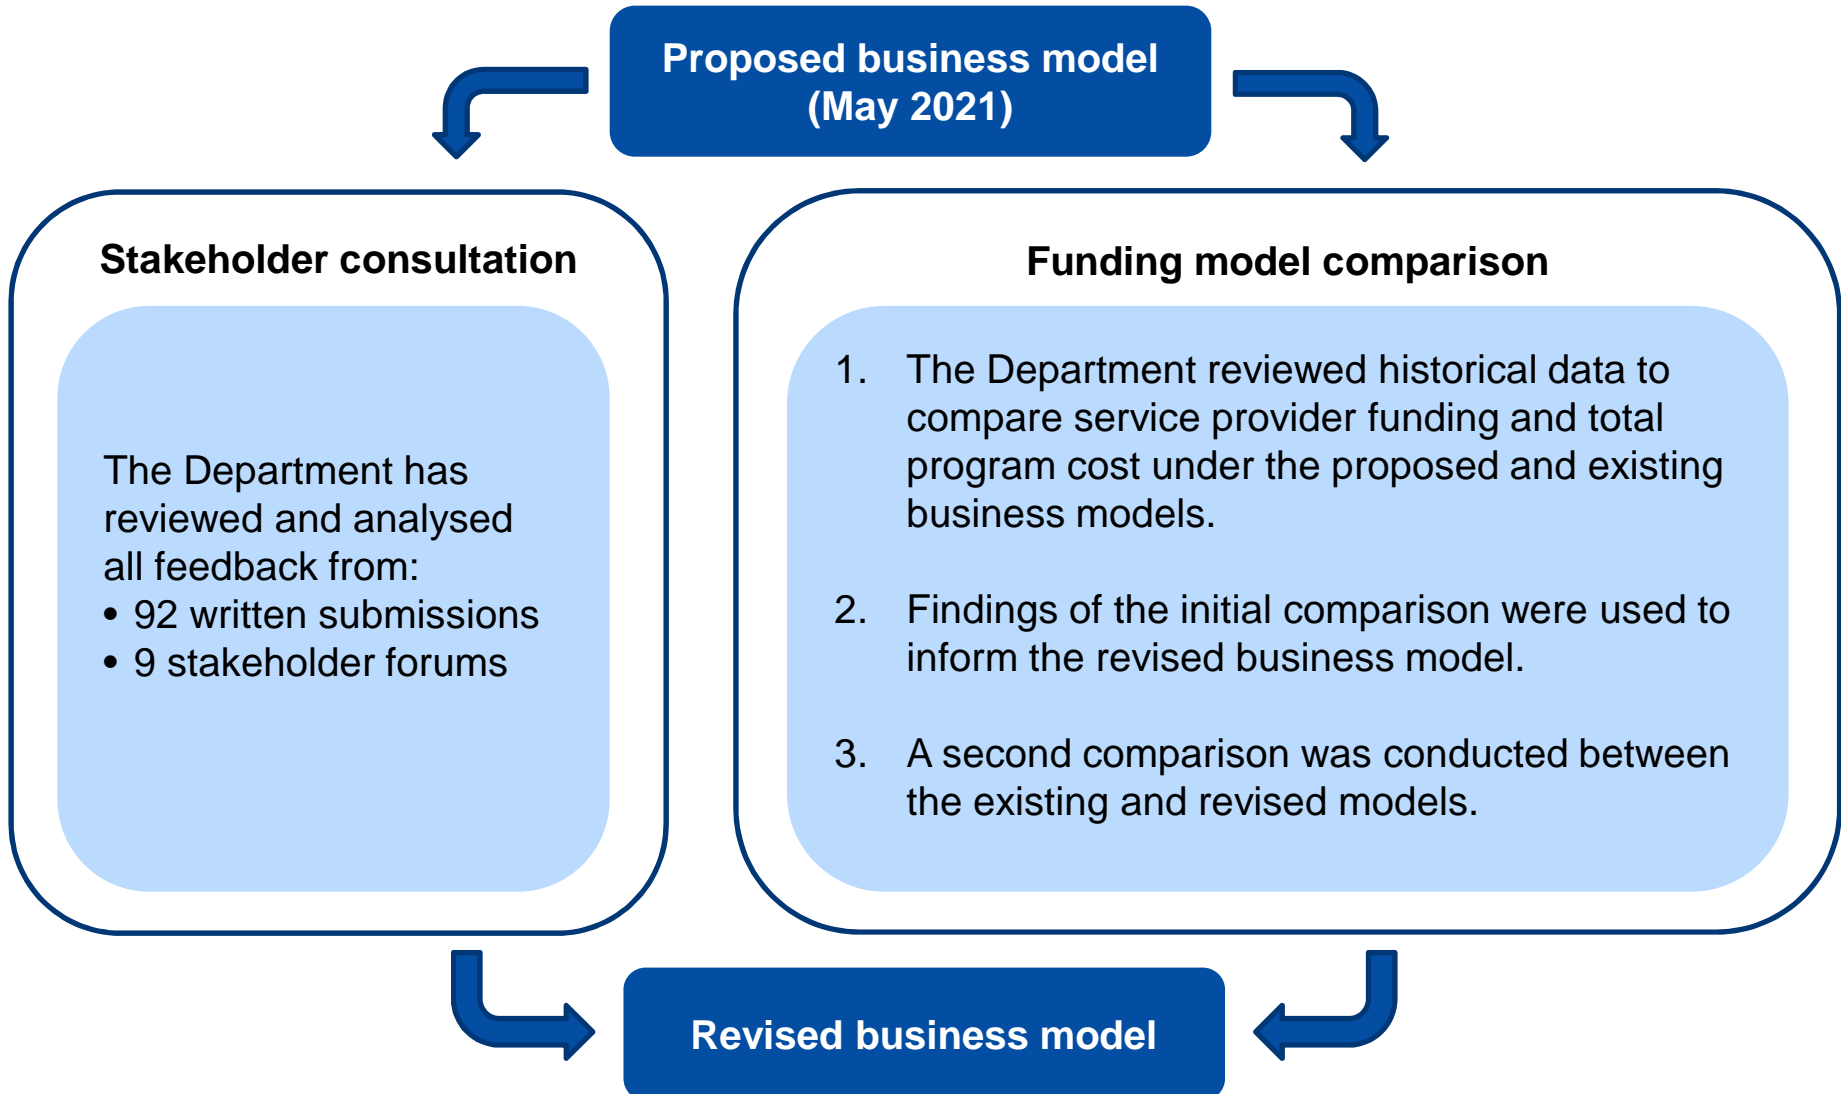 Proposed business model
(May 2021)
Stakeholder consultation
The Department has
reviewed and analysed
all feedback from:
• 92 written submissions
• 9 stakeholder forums
Funding model comparison
1. The Department reviewed historical data to
compare service provider funding and total
program cost under the proposed and existing
business models.
2. Findings of the initial comparison were used to
inform the revised business model.
3. A second comparison was conducted between
the existing and revised models.
Revised business model